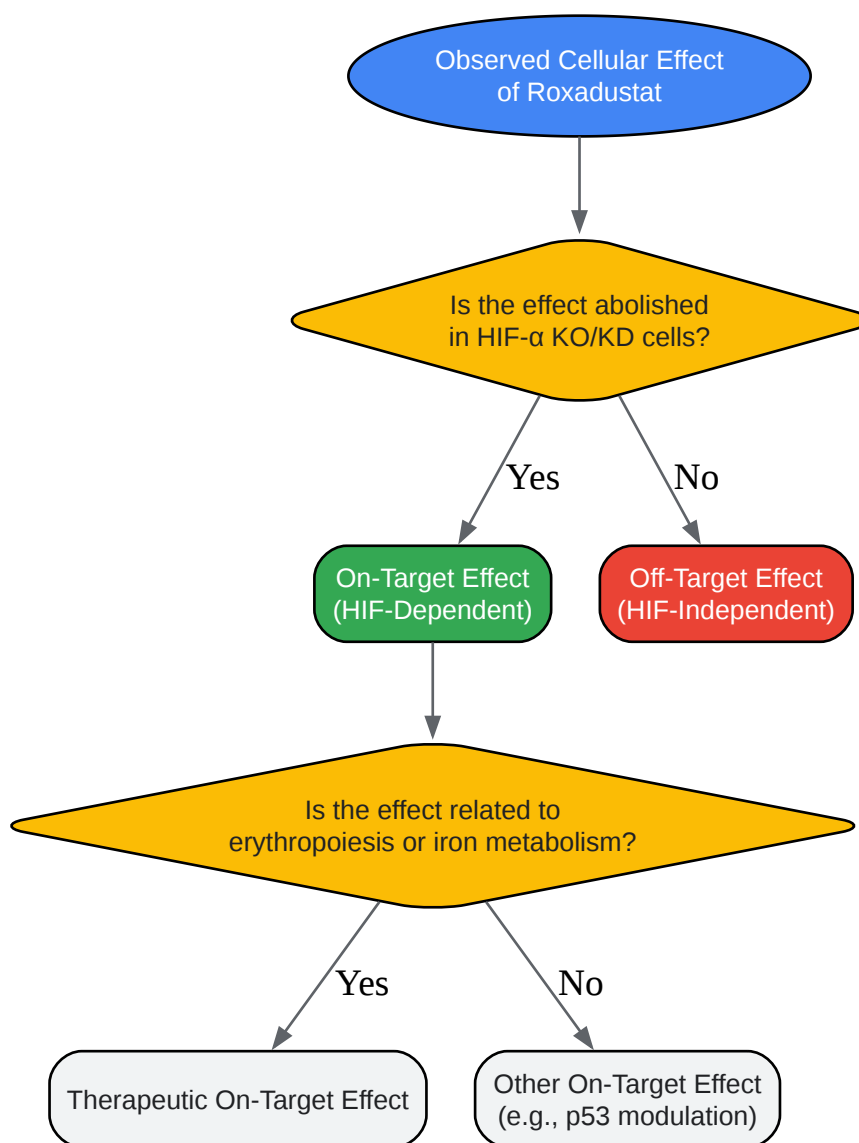 Observed Cellular Effect
of Roxadustat
Is the effect abolished
in HIF-α KO/KD cells?
Yes
No
On-Target Effect
(HIF-Dependent)
Off-Target Effect
(HIF-Independent)
Is the effect related to
erythropoiesis or iron metabolism?
Yes
No
Therapeutic On-Target Effect
Other On-Target Effect
(e.g., p53 modulation)